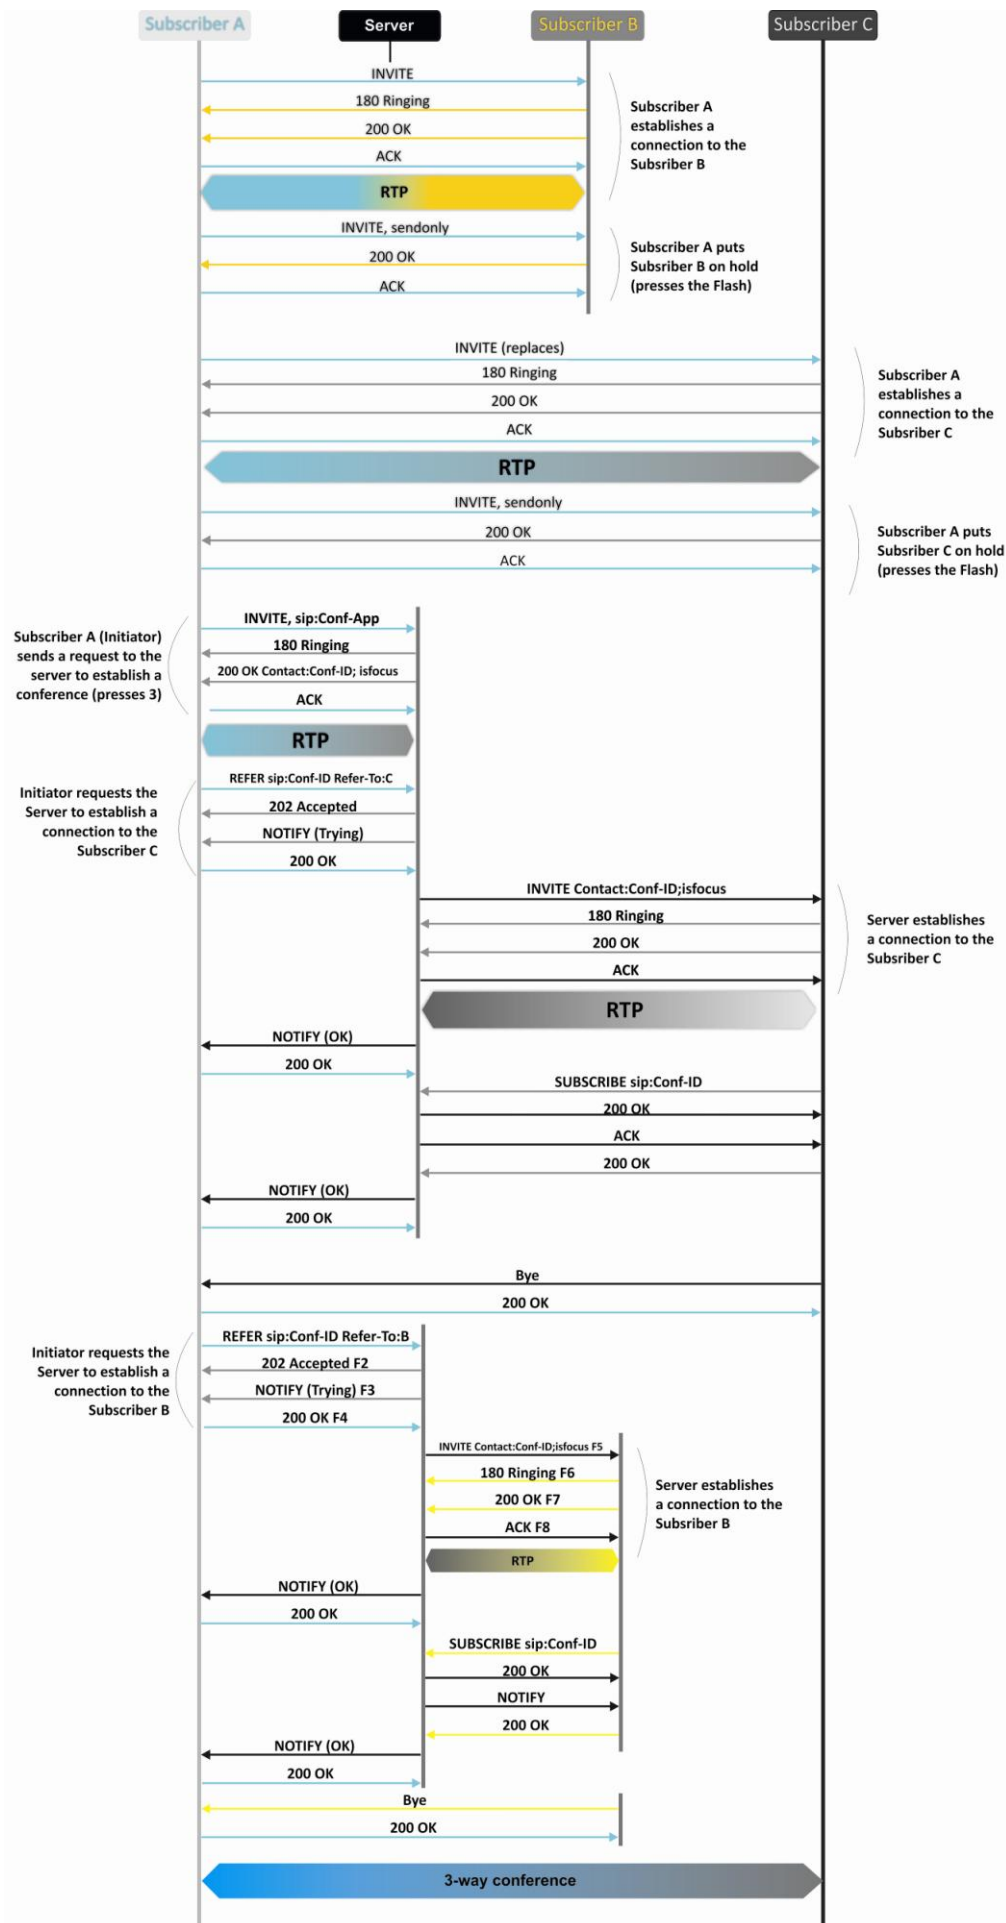 Subscriber A
Server
Subscriber B
Subscriber C
INVITE
180 Ringing
200 OK
ACK
RTP
Subscriber A
establishes a
connection to the
Subsriber B
INVITE, sendonly
200 OK
ACK
Subscriber A puts
Subsriber B on hold
(presses the Flash)
INVITE (replaces)
180 Ringing
200 OK
ACK
RTP
Subscriber A
establishes a
connection to the
Subsriber C
INVITE, sendonly
200 OK
ACK
Subscriber A puts
Subsriber C on hold
(presses the Flash)
Subscriber A (Initiator)
sends a request to the
server to establish a
conference (presses 3)
INVITE, sip:Conf-App
180 Ringing
200 OK Contact:Conf-ID; isfocus
ACK
RTP
Initiator requests the
Server to establish a
connection to the
Subsriber C
REFER sip:Conf-ID Refer-To:C
202 Accepted
NOTIFY (Trying)
200 OK
INVITE Contact:Conf-ID;isfocus
180 Ringing
200 OK
ACK
RTP
Server establishes
a connection to the
Subsriber C
NOTIFY (OK)
200 OK
SUBSCRIBE sip:Conf-ID
200 OK
ACK
200 OK
NOTIFY (OK)
200 OK
Bye
200 OK
Initiator requests the
Server to establish a
connection to the
Subsriber B
REFER sip:Conf-ID Refer-To:B
202 Accepted F2
NOTIFY (Trying) F3
200 OK F4
INVITE Contact:Conf-ID;isfocus F5
180 Ringing F6
200 OK F7
ACK F8
RTP
Server establishes
a connection to the
Subsriber B
NOTIFY (OK)
200 OK
SUBSCRIBE sip:Conf-ID
200 OK
NOTIFY
200 OK
NOTIFY (OK)
200 OK
Bye
200 OK
3-way conference